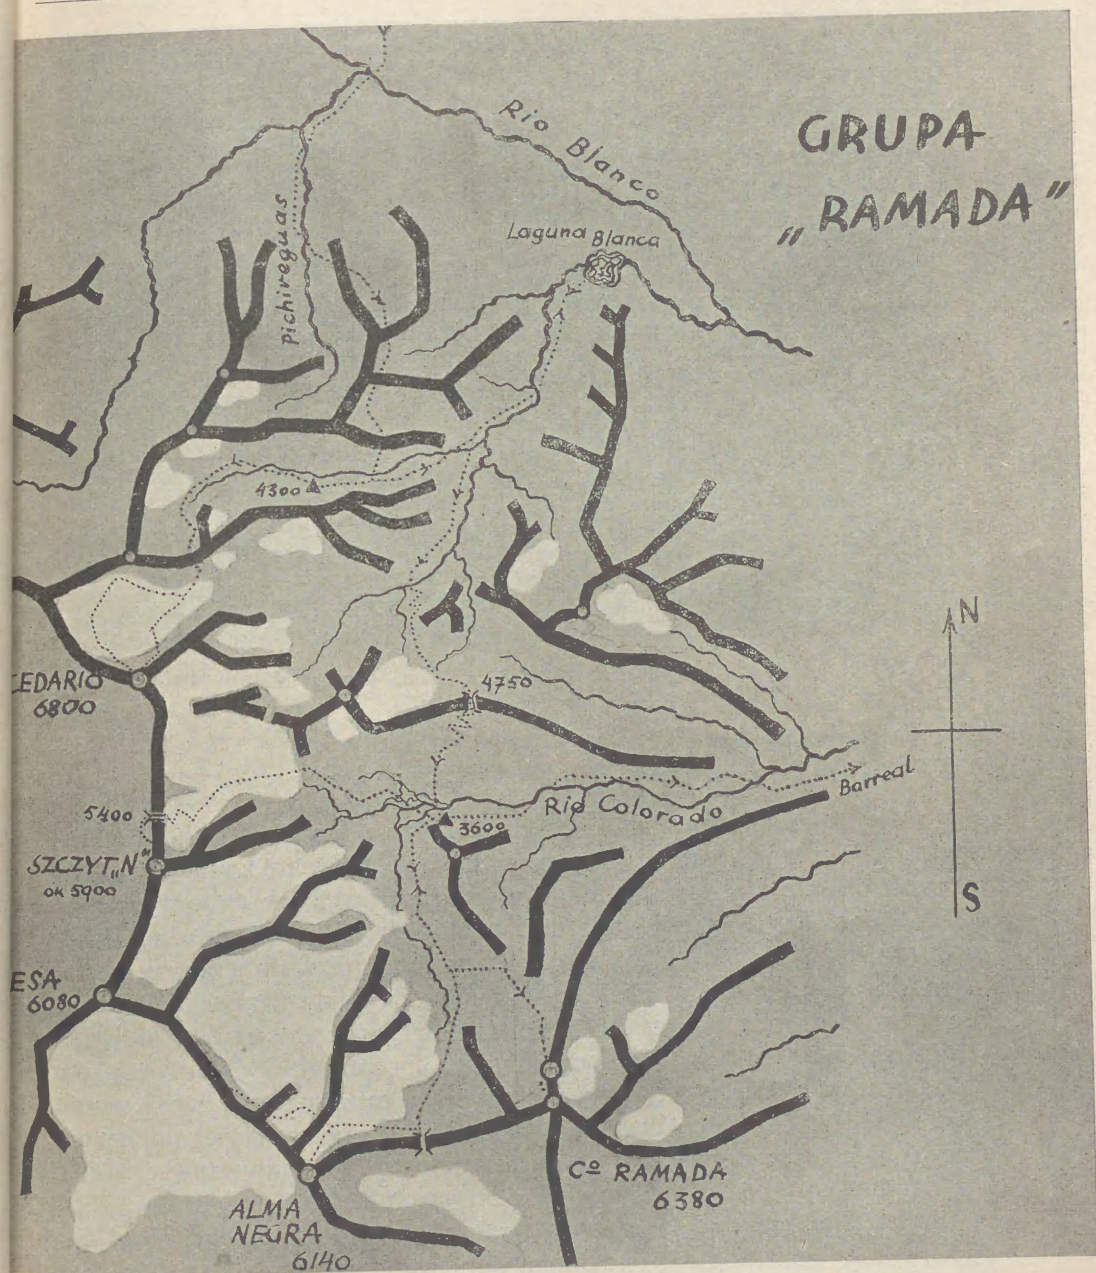 GRUPA
„RAMADA”
Rio Blanco
Laguna Blanca
Pichireguas
4300
CEDARIO
6800
4750
5400
Rio Colorado
Barreal
3600
SZCZYT „N”
OK 5900
ESA
6080
N
S
Cº RAMADA
6380
ALMA
NEGRA
6140